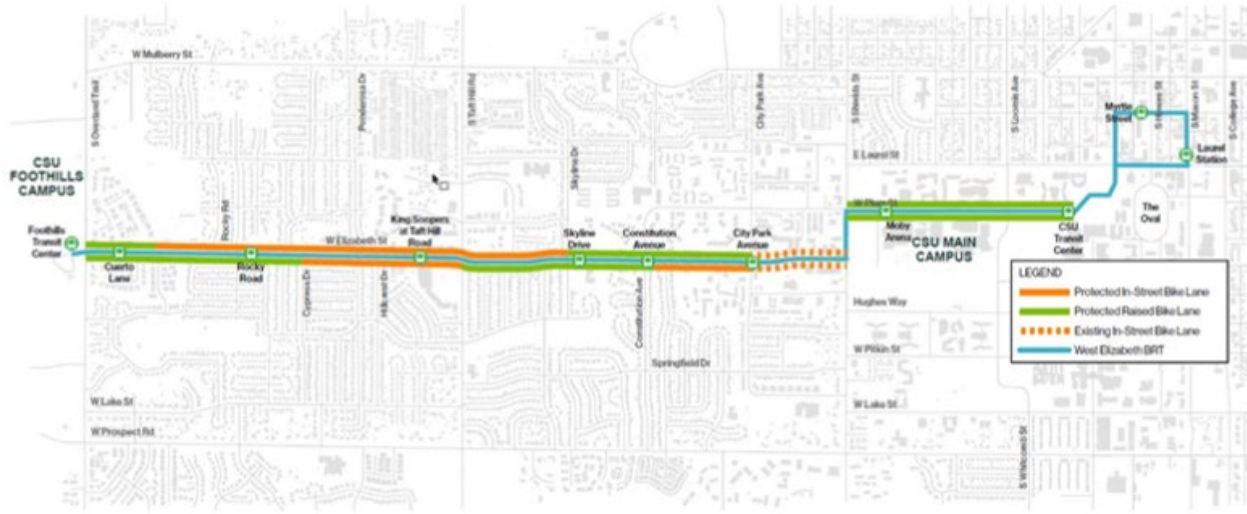 W Mulberry St
S Overland Trail
Ponderosa Dr
S Taft Hill Rd
City Park Ave
S Shields St
S Loomis Ave
S Howes St
S Mason St
S College Ave
Myrtle
Street
Laurel
Station
E Laurel St
Skyline Dr
CSU
FOOTHILLS
CAMPUS
Rocky Rd
W Plum St
The
Oval
Foothills
Transit
Center
King Soopers
at Taft Hill
Road
W Elizabeth St
Skyline
Drive
Constitution
Avenue
City Park
Avenue
Moby
Arena
CSU
Transit
Center
CSU MAIN
CAMPUS
Cuerto
Lane
Rocky
Road
Cypress Dr
Hillcrest Dr
Constitution Ave
LEGEND
Protected In-Street Bike Lane
Protected Raised Bike Lane
Existing In-Street Bike Lane
West Elizabeth BRT
Hughes Way
W Pitkin St
Springfield Dr
W Lake St
W Lake St
W Prospect Rd
S Whitcomb St